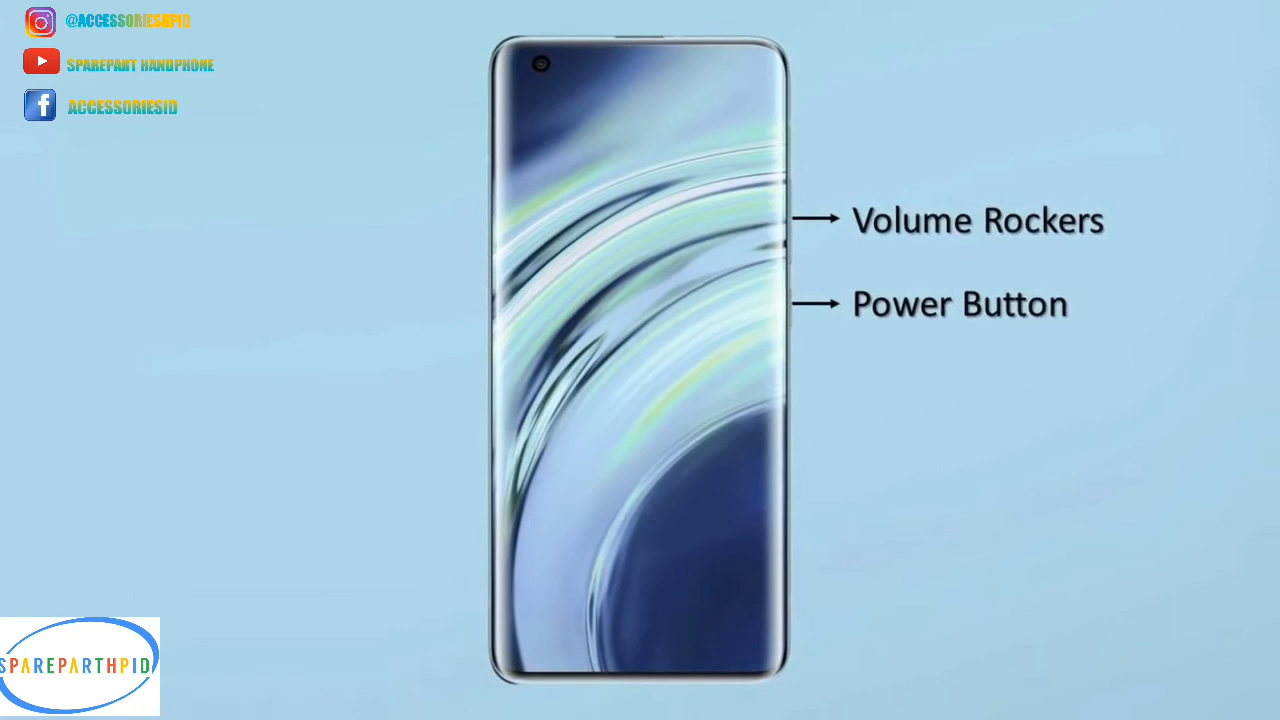 @ACCESSORIESHPID
SPAREPART HANDPHONE
ACCESSORIESID
Volume Rockers
Power Button
SPAREPARTHPID